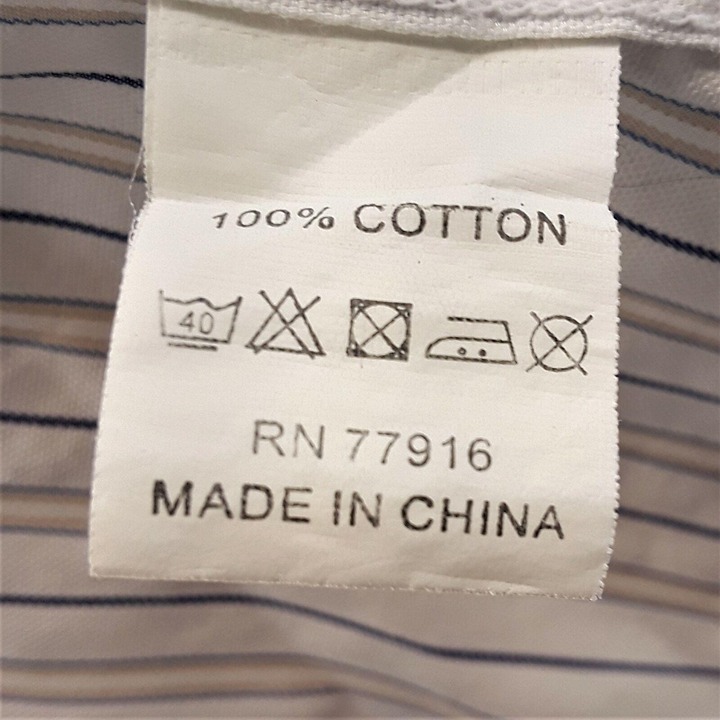 100% COTTON
40
RN 77916
MADE IN CHINA